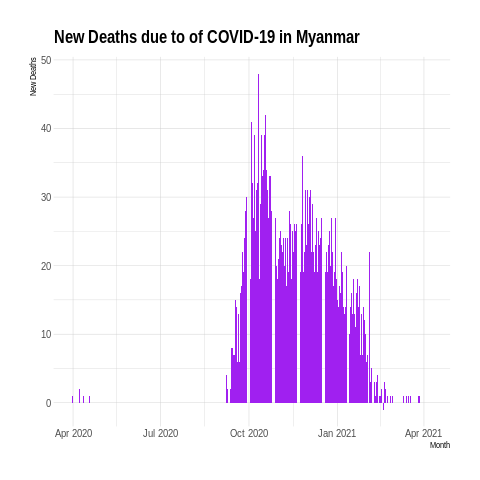 New Deaths due to of COVID-19 in Myanmar
New Deaths
50
40
30
20
10
0
Apr 2020 Jul 2020 Oct 2020 Jan 2021 Apr 2021
Month